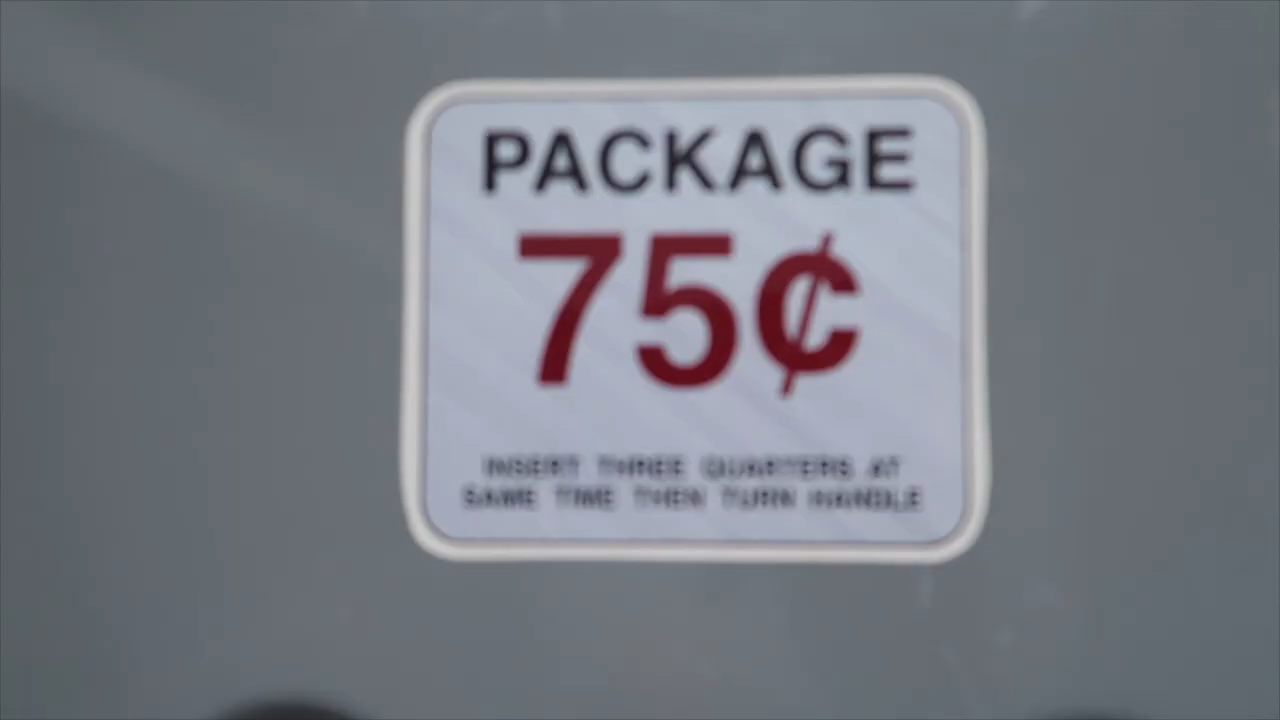 PACKAGE
75¢
INSERT THREE QUARTERS AT
SAME TIME THEN TURN HANDLE